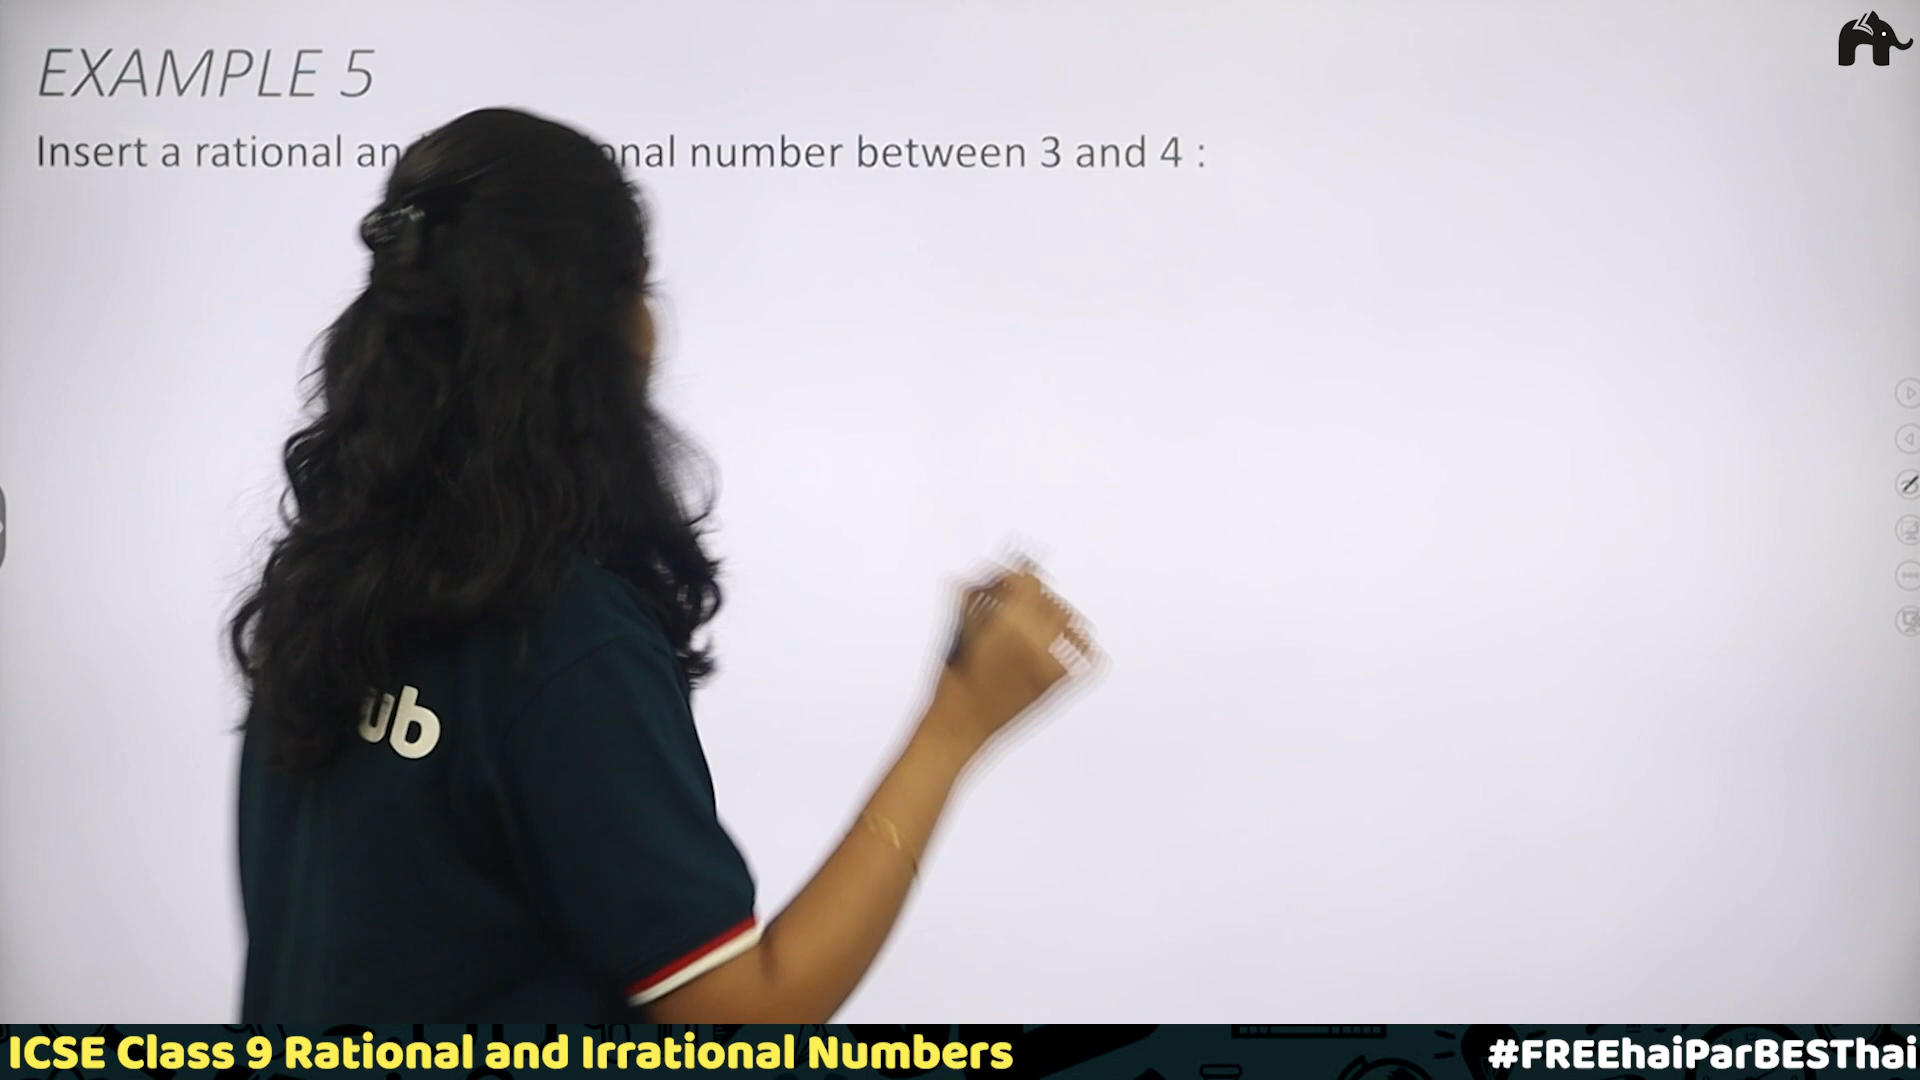 EXAMPLE 5
Insert a rational an onal number between 3 and 4 :
ub
ICSE Class 9 Rational and Irrational Numbers
#FREEhaiParBESThai